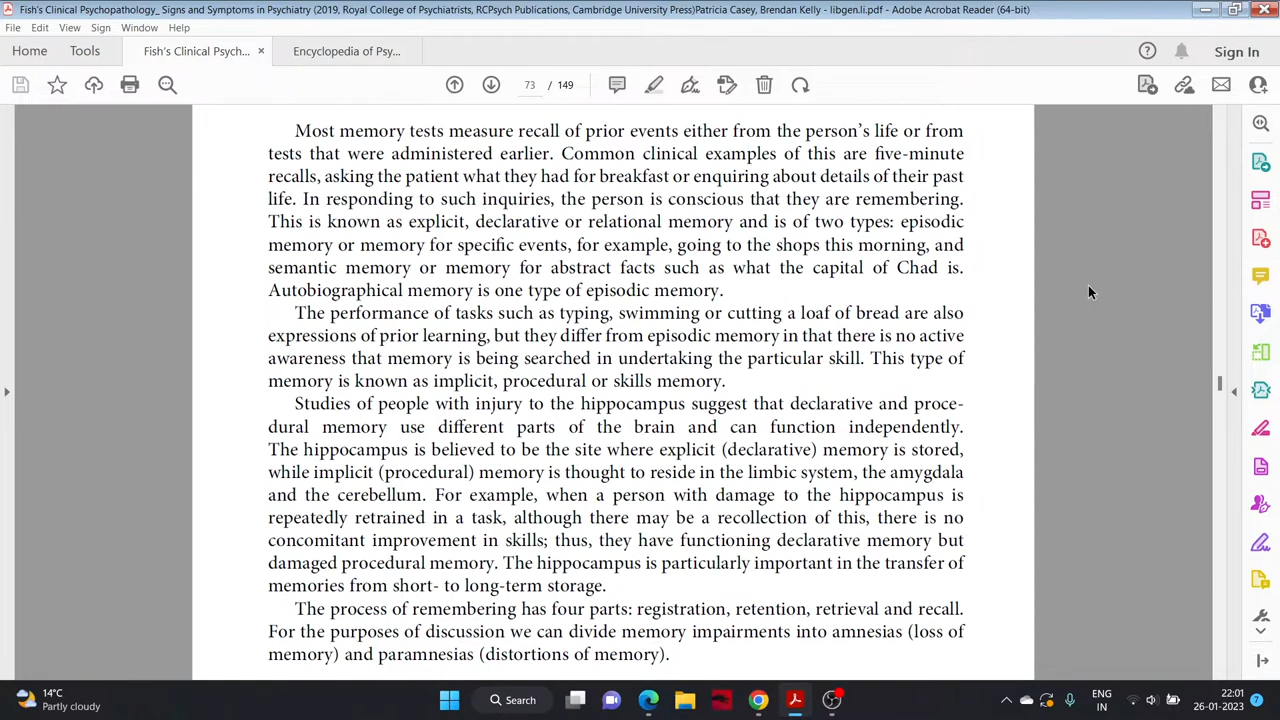 Fish's Clinical Psychopathology_ Signs and Symptoms in Psychiatry (2019, Royal College of Psychiatrists, RCPsych Publications, Cambridge University Press)Patricia Casey, Brendan Kelly - libgen.li.pdf - Adobe Acrobat Reader (64-bit)
File Edit View Sign Window Help
Home Tools Fish's Clinical Psych... × Encyclopedia of Psy... Sign In
73 / 149
Most memory tests measure recall of prior events either from the person's life or from
tests that were administered earlier. Common clinical examples of this are five-minute
recalls, asking the patient what they had for breakfast or enquiring about details of their past
life. In responding to such inquiries, the person is conscious that they are remembering.
This is known as explicit, declarative or relational memory and is of two types: episodic
memory or memory for specific events, for example, going to the shops this morning, and
semantic memory or memory for abstract facts such as what the capital of Chad is.
Autobiographical memory is one type of episodic memory.
The performance of tasks such as typing, swimming or cutting a loaf of bread are also
expressions of prior learning, but they differ from episodic memory in that there is no active
awareness that memory is being searched in undertaking the particular skill. This type of
memory is known as implicit, procedural or skills memory.
Studies of people with injury to the hippocampus suggest that declarative and proce-
dural memory use different parts of the brain and can function independently.
The hippocampus is believed to be the site where explicit (declarative) memory is stored,
while implicit (procedural) memory is thought to reside in the limbic system, the amygdala
and the cerebellum. For example, when a person with damage to the hippocampus is
repeatedly retrained in a task, although there may be a recollection of this, there is no
concomitant improvement in skills; thus, they have functioning declarative memory but
damaged procedural memory. The hippocampus is particularly important in the transfer of
memories from short- to long-term storage.
The process of remembering has four parts: registration, retention, retrieval and recall.
For the purposes of discussion we can divide memory impairments into amnesias (loss of
memory) and paramnesias (distortions of memory).
14°C
Partly cloudy
Search
ENG
IN
22:01
26-01-2023
7